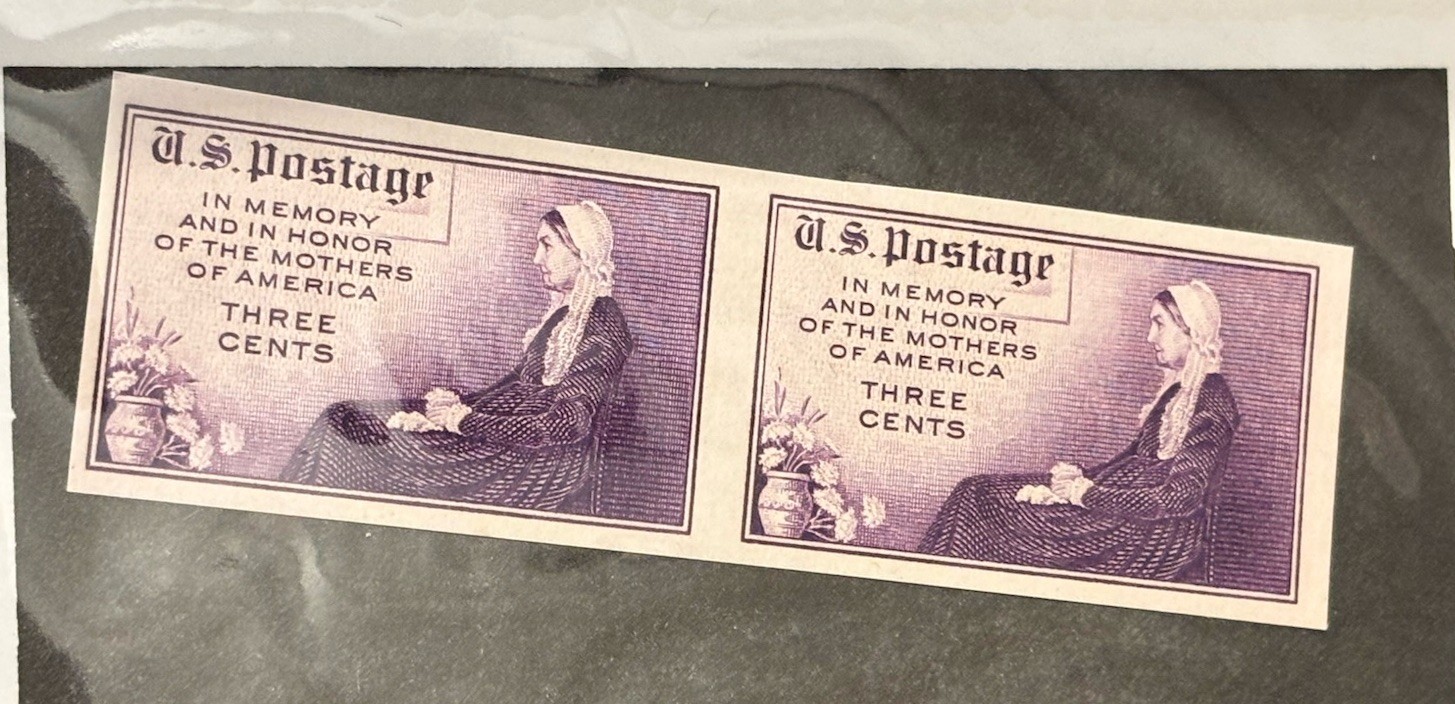 U.S. Postage
IN MEMORY
AND IN HONOR
OF THE MOTHERS
OF AMERICA
THREE
CENTS
U.S. Postage
IN MEMORY
AND IN HONOR
OF THE MOTHERS
OF AMERICA
THREE
CENTS